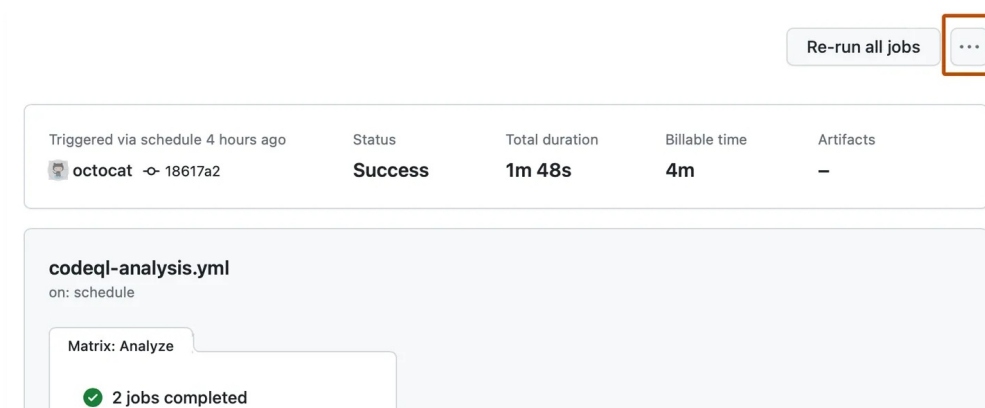 Re-run all jobs
...
Triggered via schedule 4 hours ago
octocat 18617a2
Status
Success
Total duration
1m 48s
Billable time
4m
Artifacts
–
codeql-analysis.yml
on: schedule
Matrix: Analyze
2 jobs completed